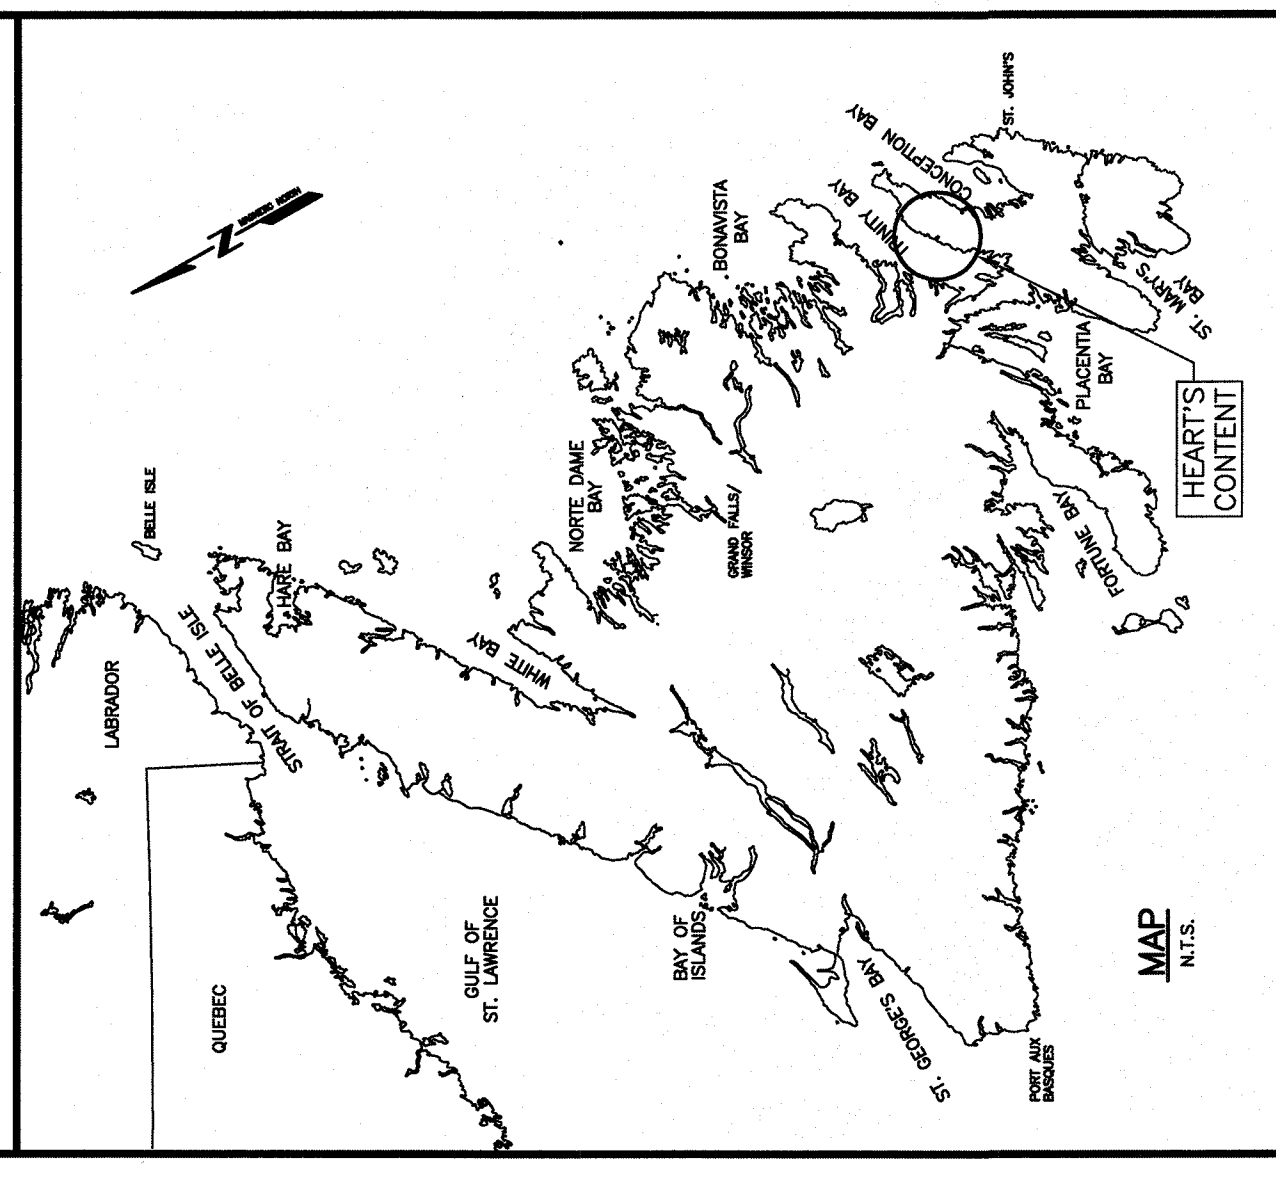 LABRADOR
BELLE ISLE
STRAIT OF BELLE ISLE
HARE BAY
QUEBEC
WHITE BAY
GULF OF
ST. LAWRENCE
NORTE DAME
BAY
BONAVISTA
BAY
TRINITY BAY
CONCEPTION BAY
ST. JOHN'S
GRAND FALLS/
WINSOR
BAY OF
ISLANDS
ST. GEORGE'S BAY
PORT AUX
BASQUES
FORTUNE BAY
PLACENTIA
BAY
ST. MARY'S
BAY
HEART'S
CONTENT
MAP
N.T.S.
N